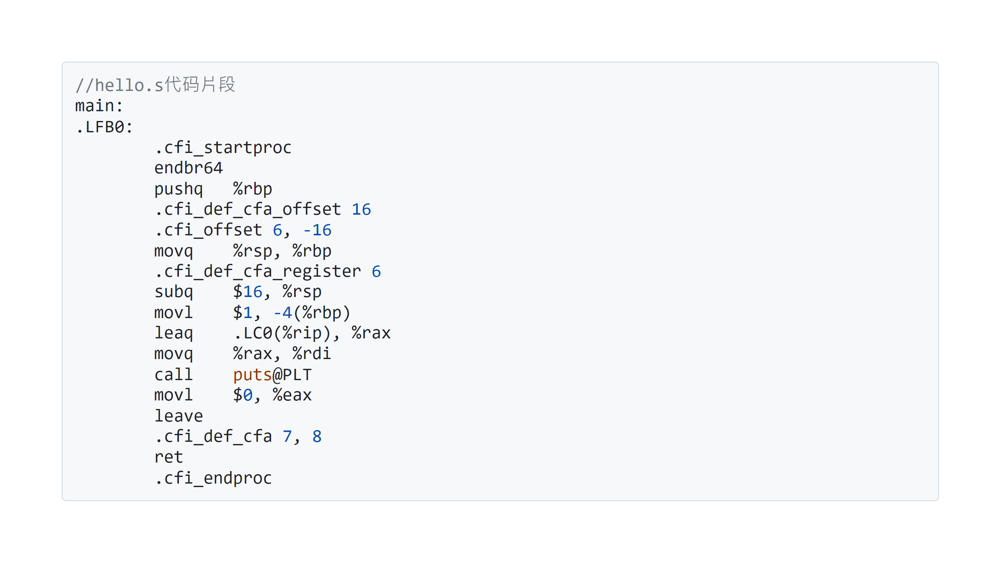 //hello.s代码片段
main:
.LFB0:
        .cfi_startproc
        endbr64
        pushq   %rbp
        .cfi_def_cfa_offset 16
        .cfi_offset 6, -16
        movq    %rsp, %rbp
        .cfi_def_cfa_register 6
        subq    $16, %rsp
        movl    $1, -4(%rbp)
        leaq    .LC0(%rip), %rax
        movq    %rax, %rdi
        call    puts@PLT
        movl    $0, %eax
        leave
        .cfi_def_cfa 7, 8
        ret
        .cfi_endproc